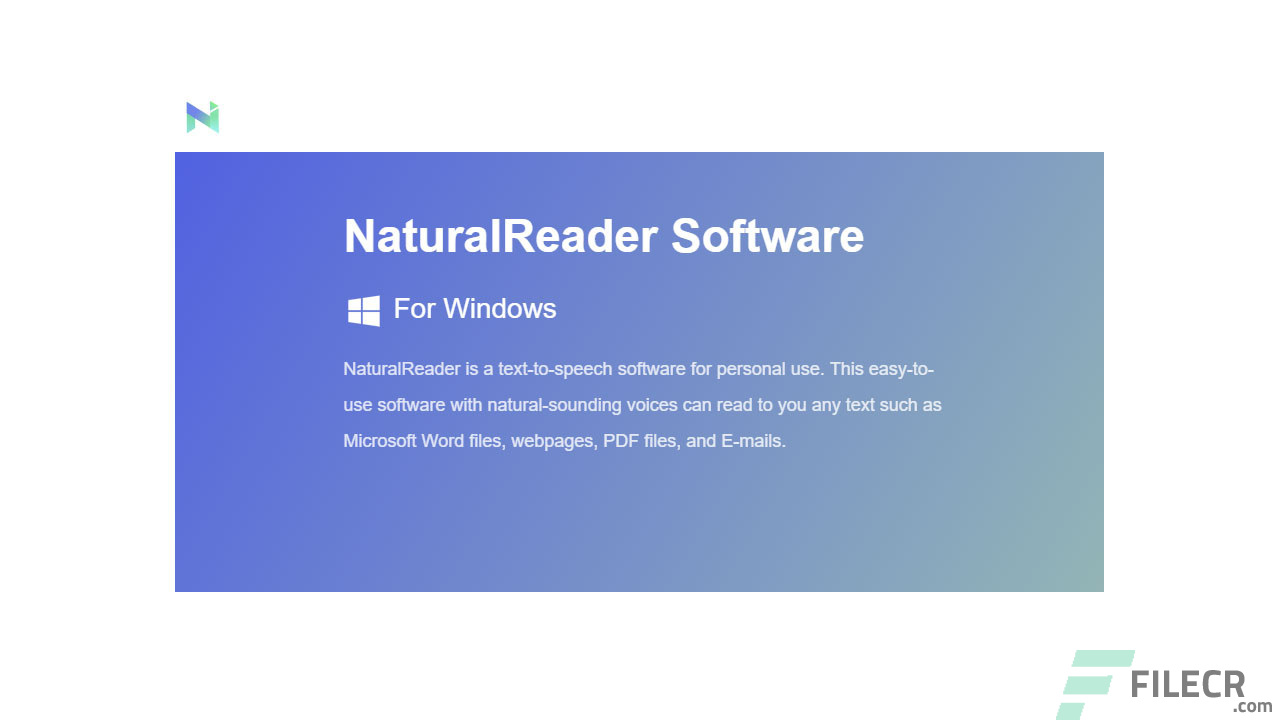 NaturalReader Software
For Windows
NaturalReader is a text-to-speech software for personal use. This easy-to-
use software with natural-sounding voices can read to you any text such as
Microsoft Word files, webpages, PDF files, and E-mails.
FILECR
.com